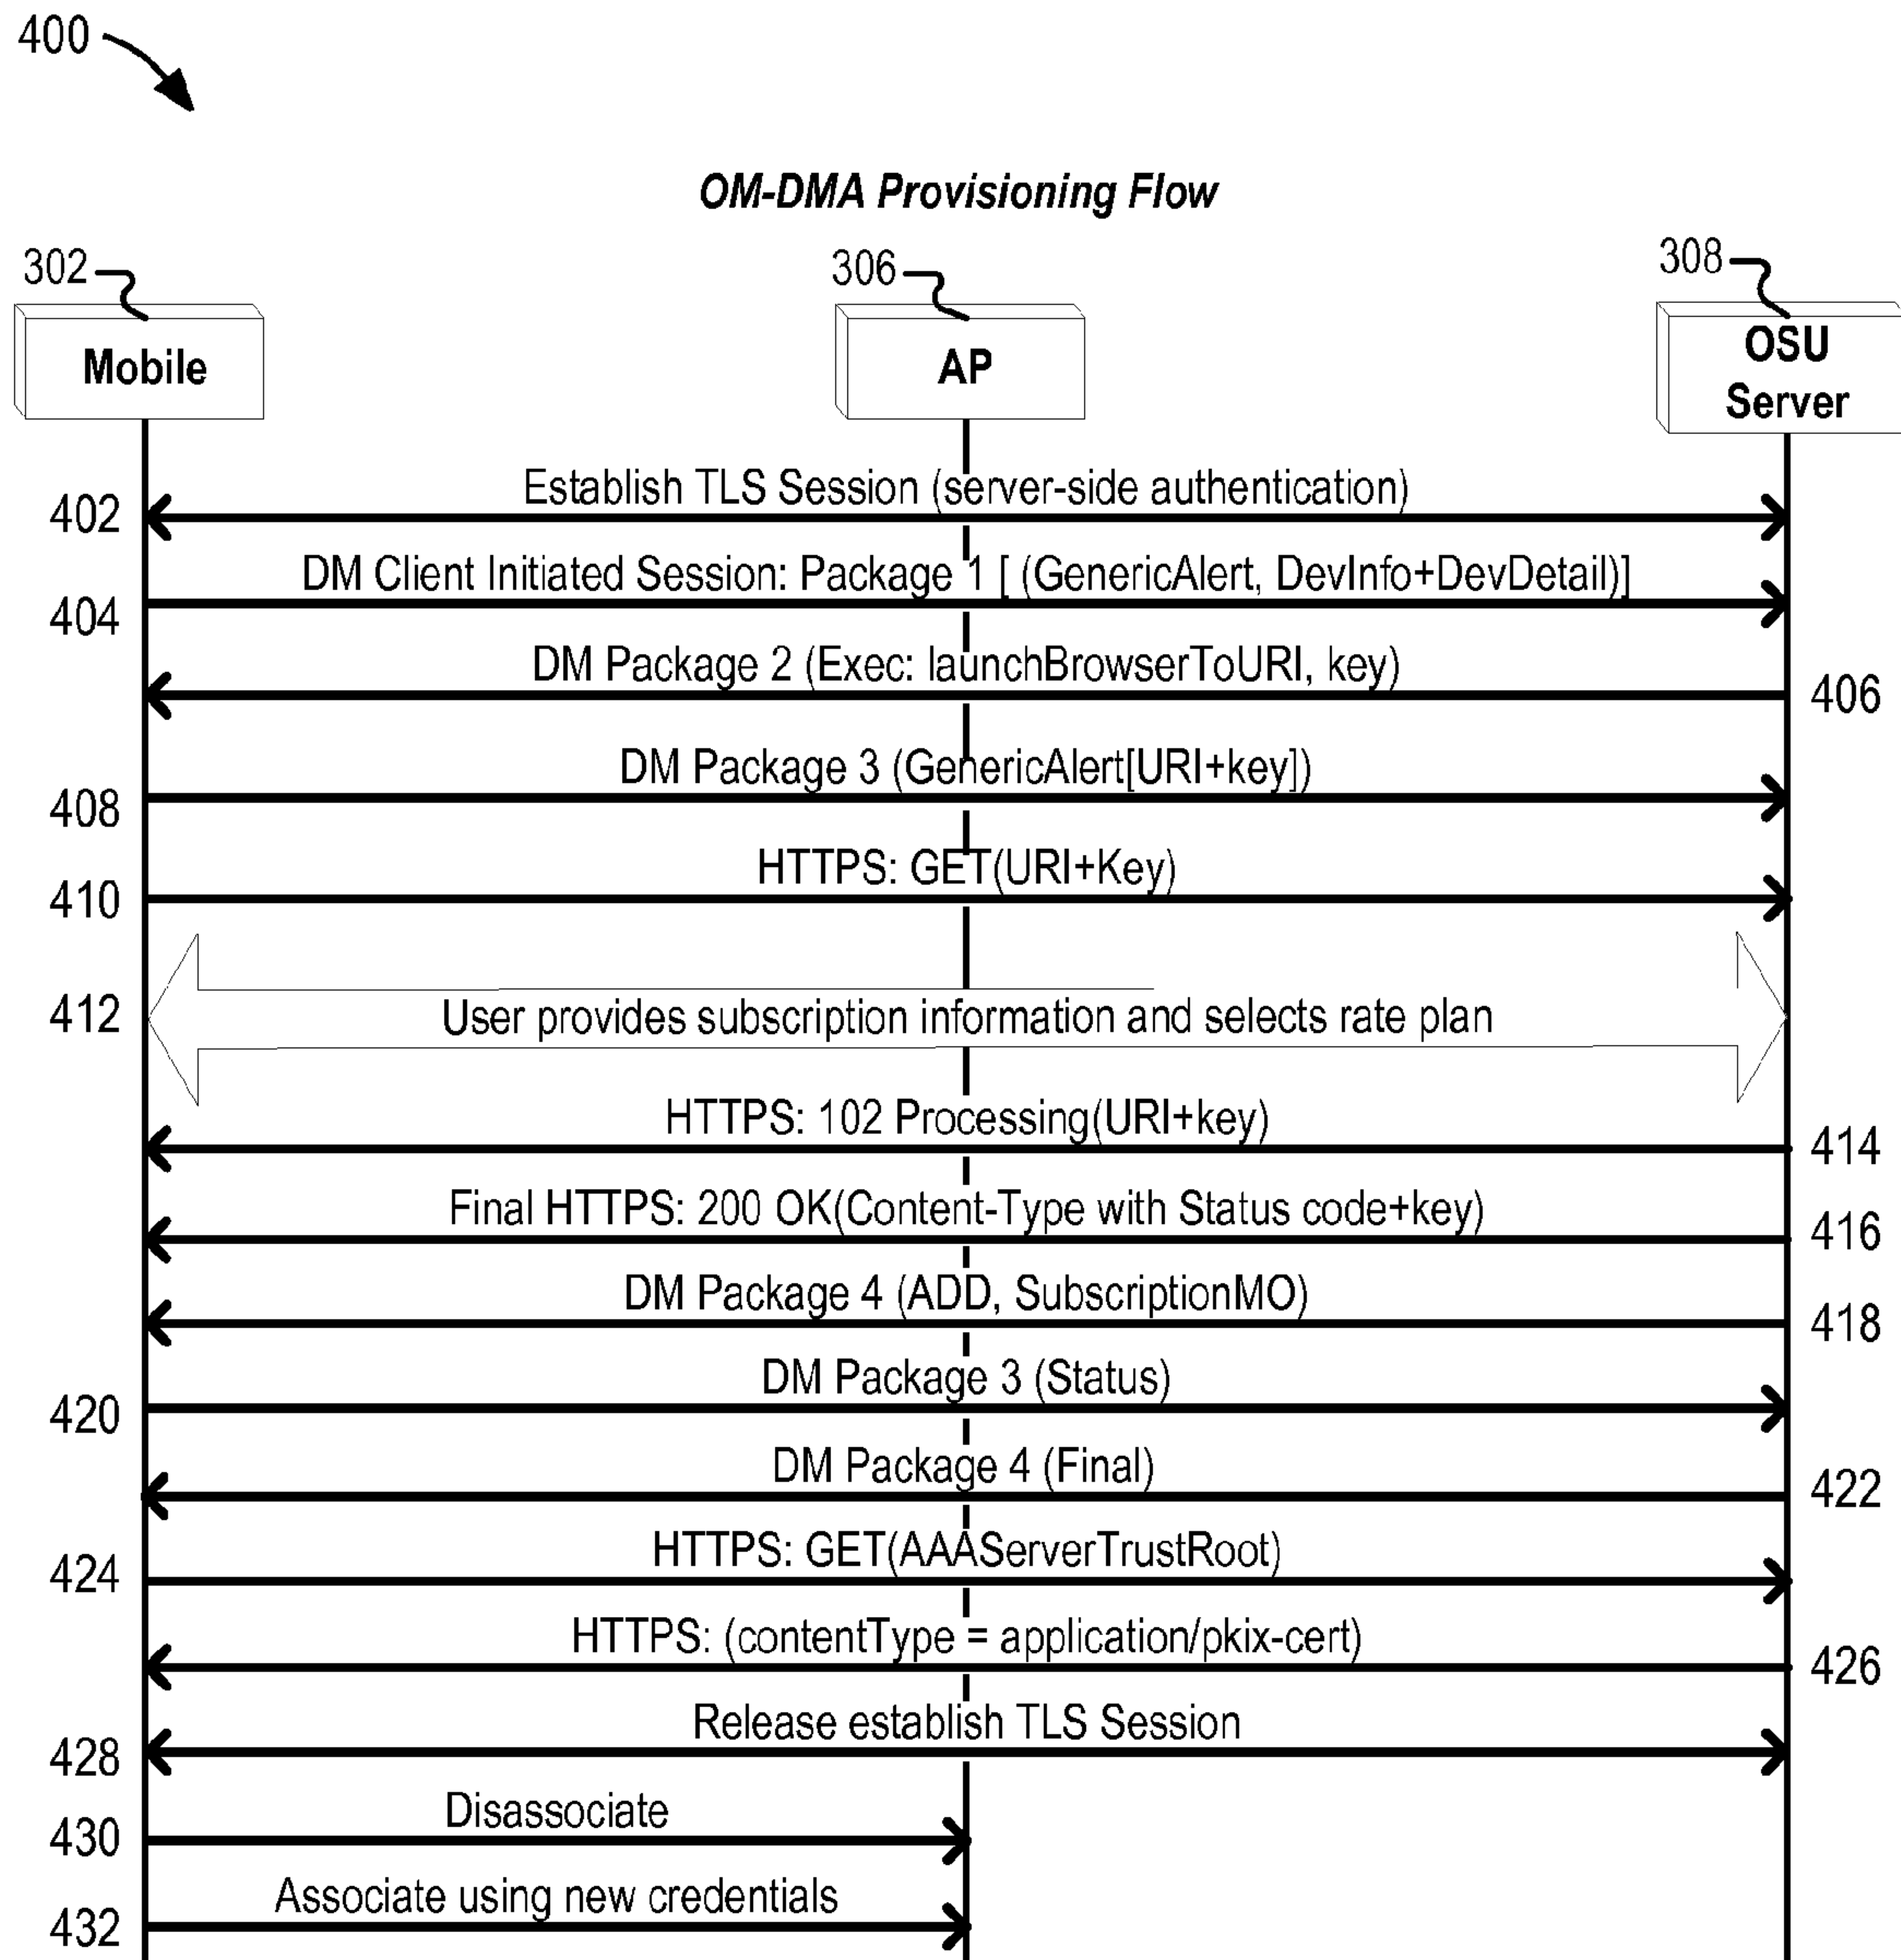 400
OM-DMA Provisioning Flow
302
306
308
Mobile
AP
OSU
Server
Establish TLS Session (server-side authentication)
402
DM Client Initiated Session: Package 1 [ (GenericAlert, DevInfo+DevDetail)]
404
DM Package 2 (Exec: launchBrowserToURI, key)
406
DM Package 3 (GenericAlert[URI+key])
408
HTTPS: GET(URI+Key)
410
412
User provides subscription information and selects rate plan
HTTPS: 102 Processing(URI+key)
414
Final HTTPS: 200 OK(Content-Type with Status code+key)
416
DM Package 4 (ADD, SubscriptionMO)
418
DM Package 3 (Status)
420
DM Package 4 (Final)
422
HTTPS: GET(AAAServerTrustRoot)
424
HTTPS: (contentType = application/pkix-cert)
426
Release establish TLS Session
428
Disassociate
430
Associate using new credentials
432